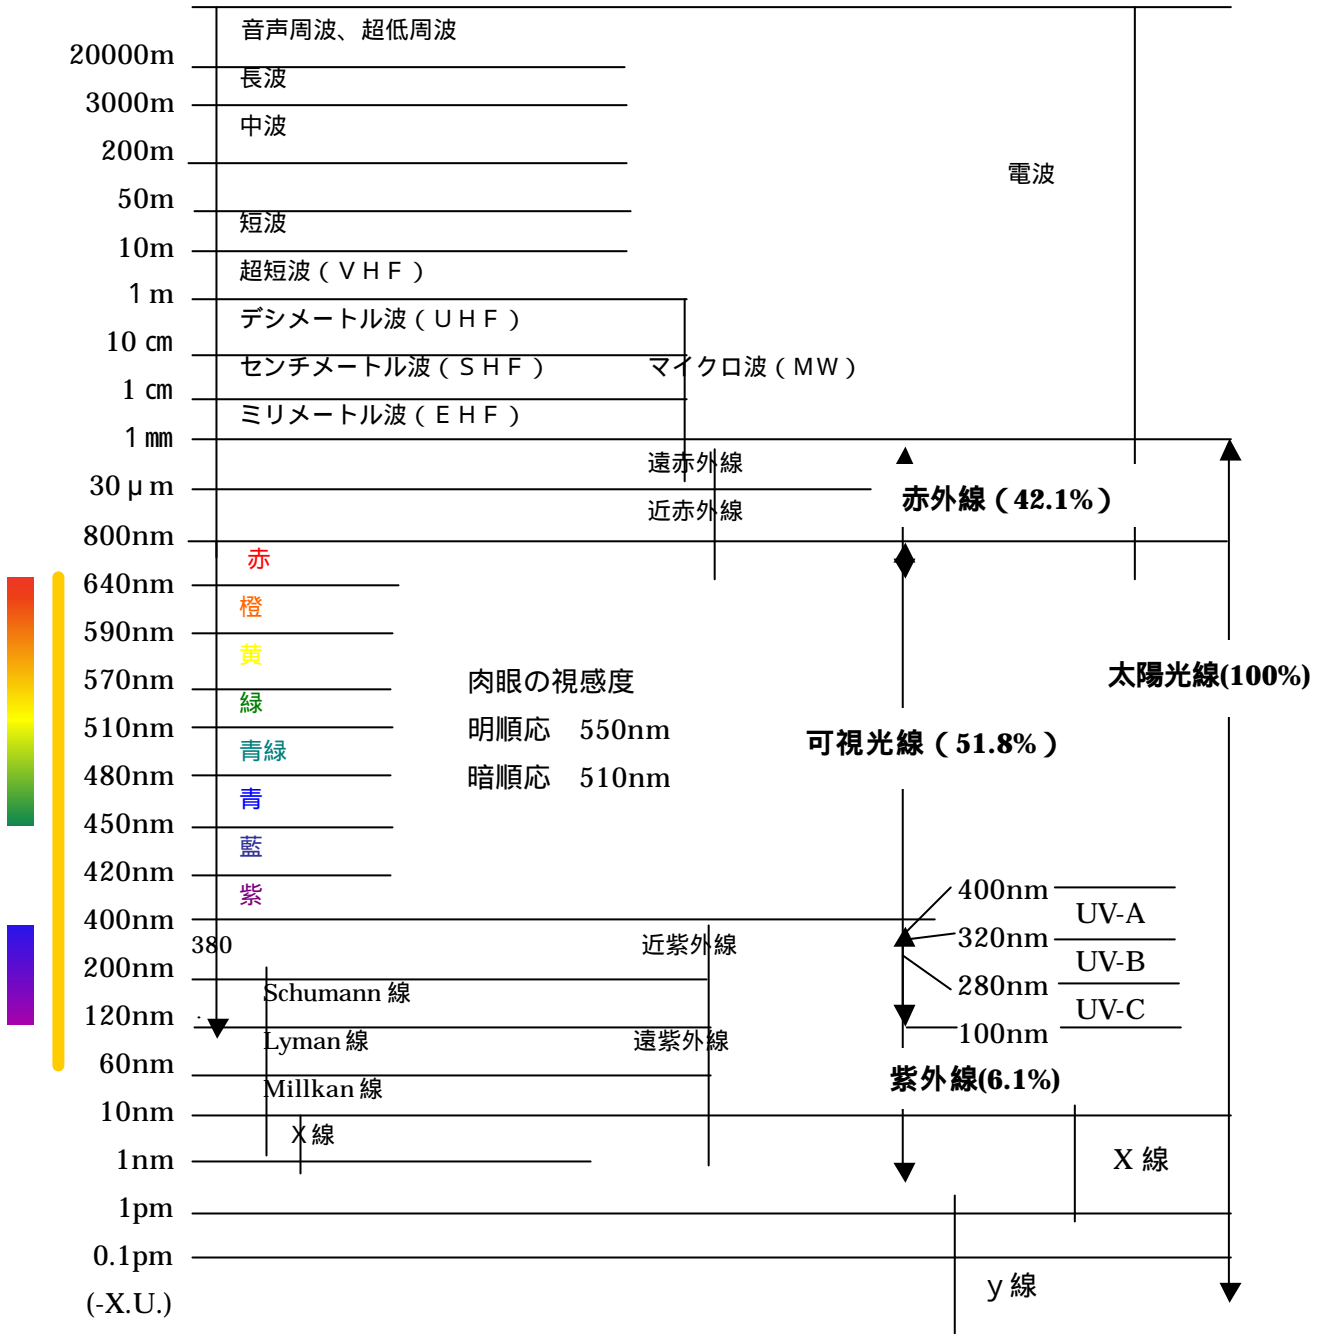 音声周波、超低周波
20000m
長波
3000m
中波
200m
電波
50m
短波
10m
超短波（ＶＨＦ）
1 m
デシメートル波（ＵＨＦ）
10 ㎝
センチメートル波（ＳＨＦ） マイクロ波（ＭＷ）
1 ㎝
ミリメートル波（ＥＨＦ）
1 ㎜
遠赤外線
30 μ m
赤外線（42.1%）
近赤外線
800nm
赤
640nm
橙
590nm
黄
570nm
肉眼の視感度
太陽光線(100%)
緑
510nm
明順応 550nm
可視光線（51.8%）
青緑
480nm
暗順応 510nm
青
450nm
藍
420nm
紫
400nm
400nm
UV-A
380
近紫外線
320nm
200nm
UV-B
280nm
Schumann 線
120nm
UV-C
100nm
Lyman 線
遠紫外線
60nm
紫外線(6.1%)
Millkan 線
10nm
X 線
1nm
X 線
1pm
0.1pm
ｙ線
(-X.U.)